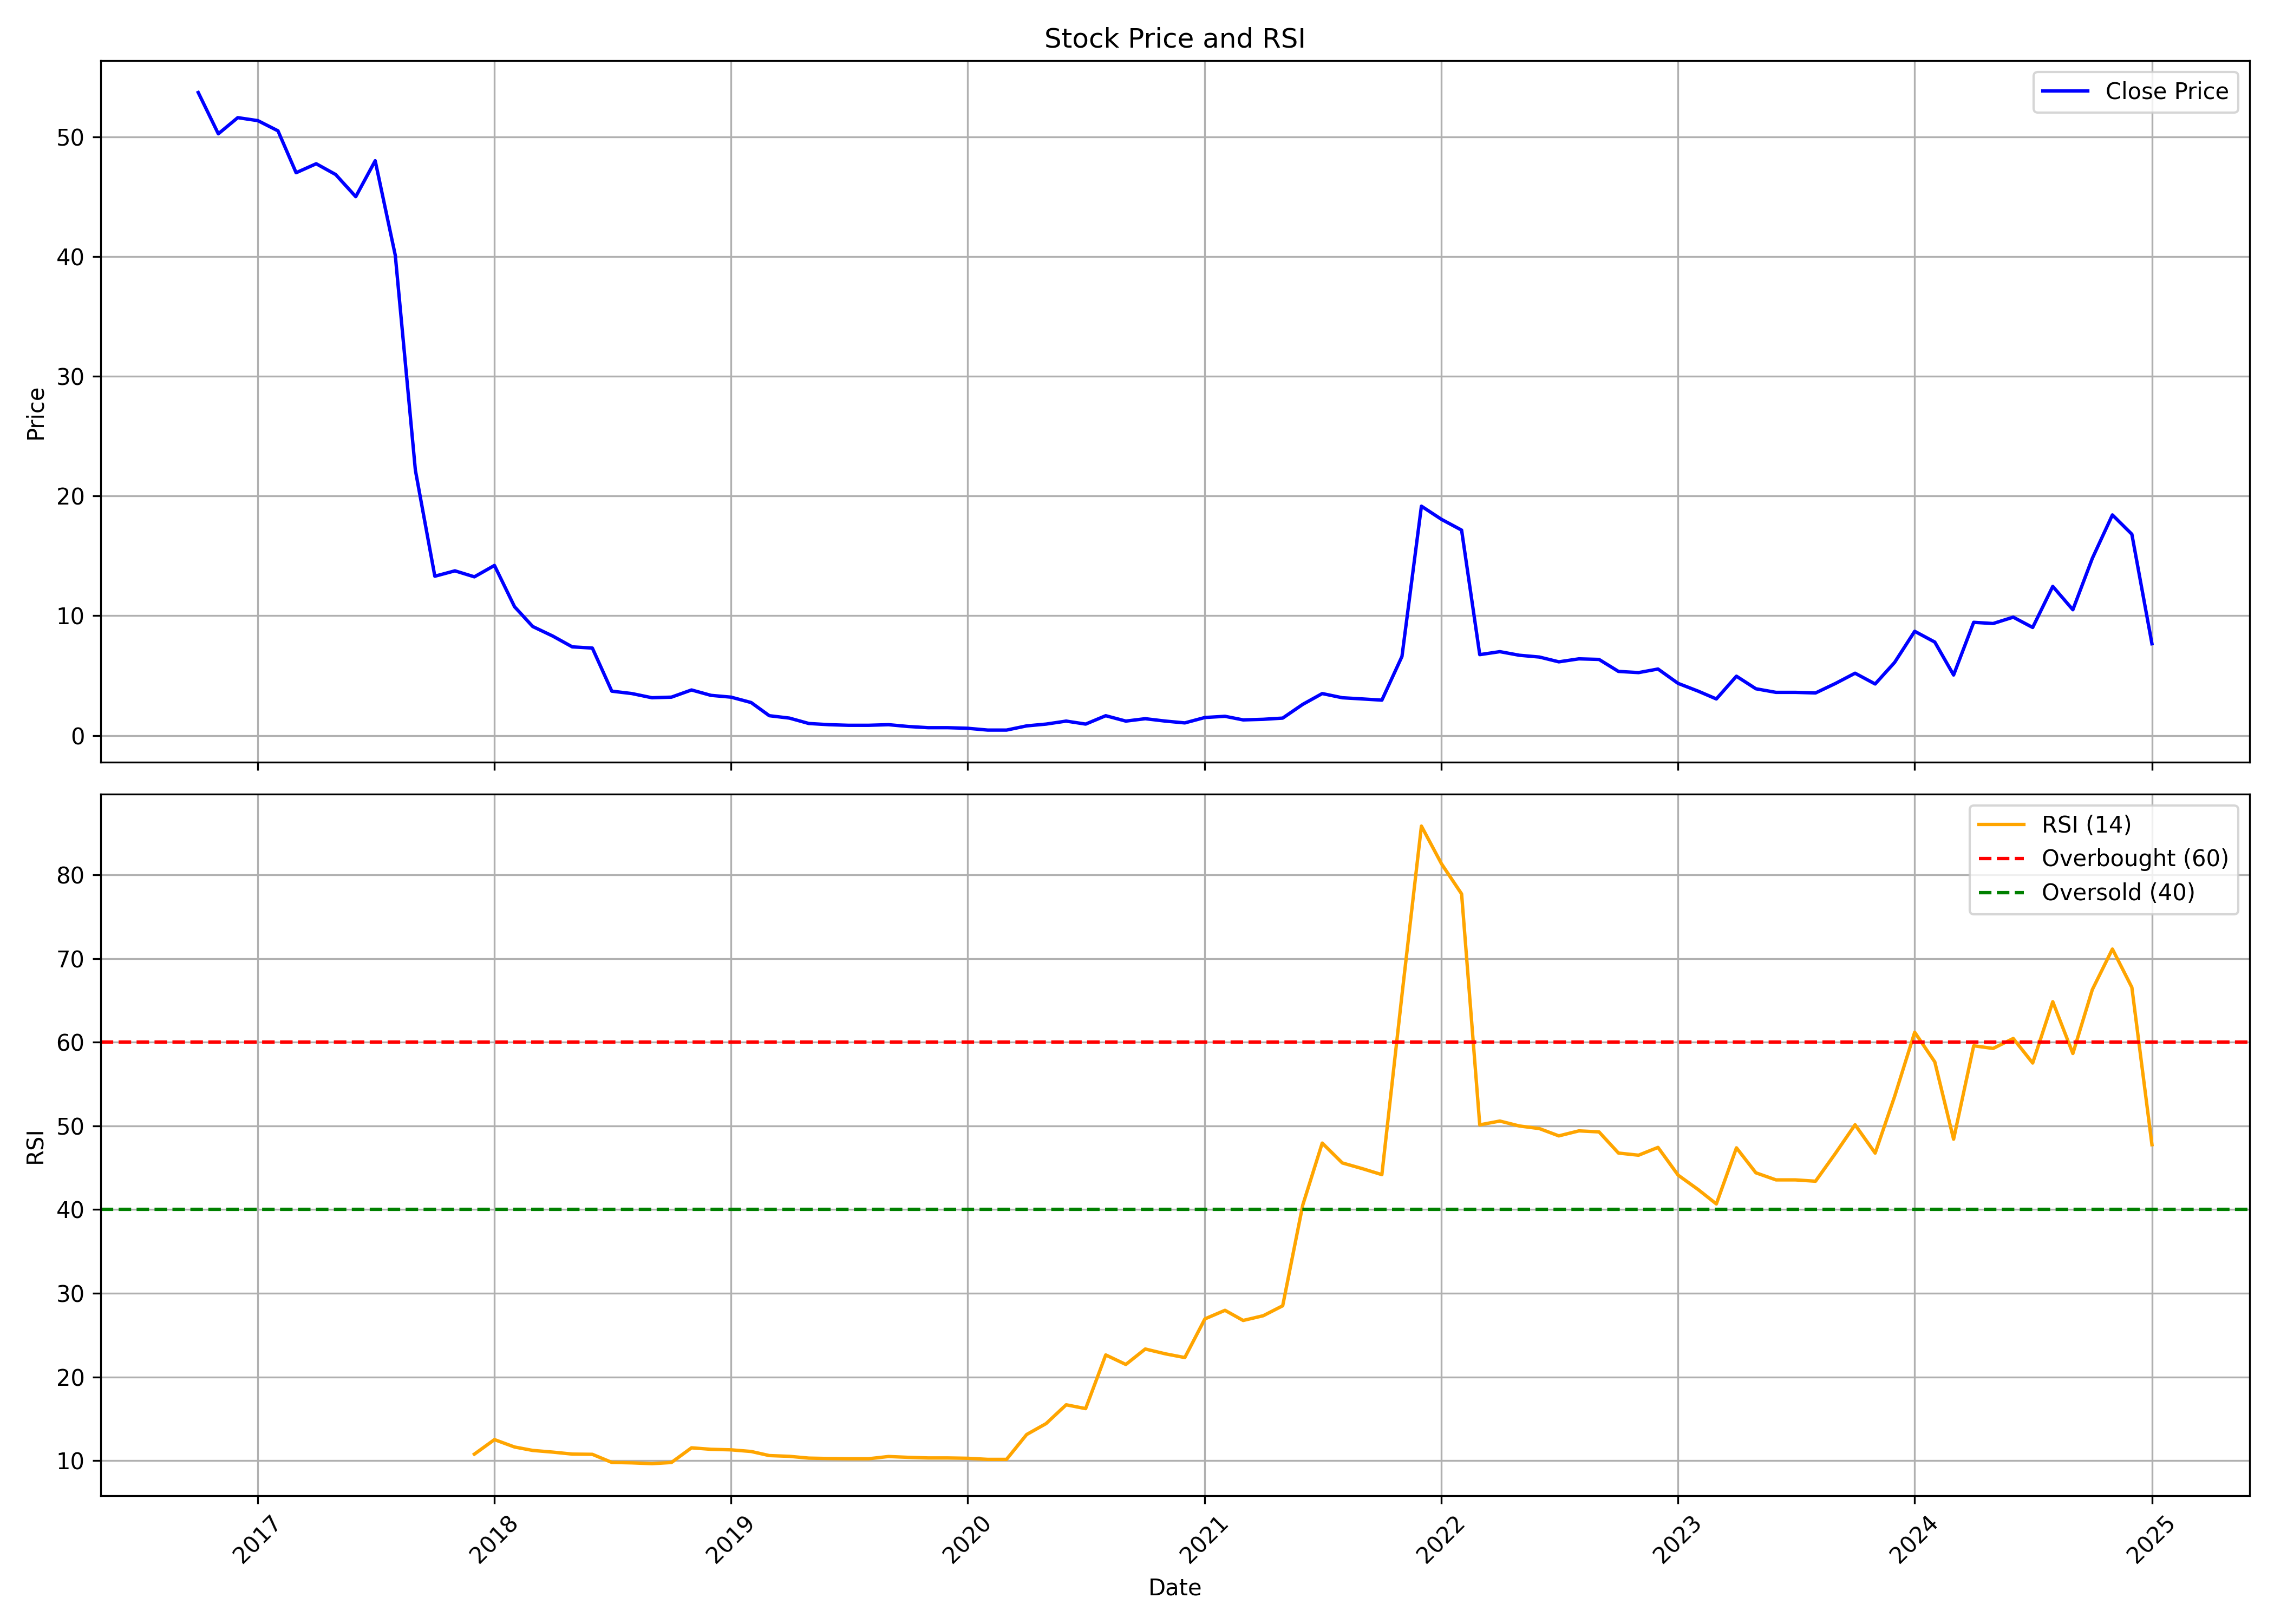 Stock Price and RSI
Close Price
50
40
30
20
10
0
Price
RSI (14)
Overbought (60)
Oversold (40)
80
70
60
50
40
30
20
10
RSI
2017
2018
2019
2020
2021
2022
2023
2024
2025
Date